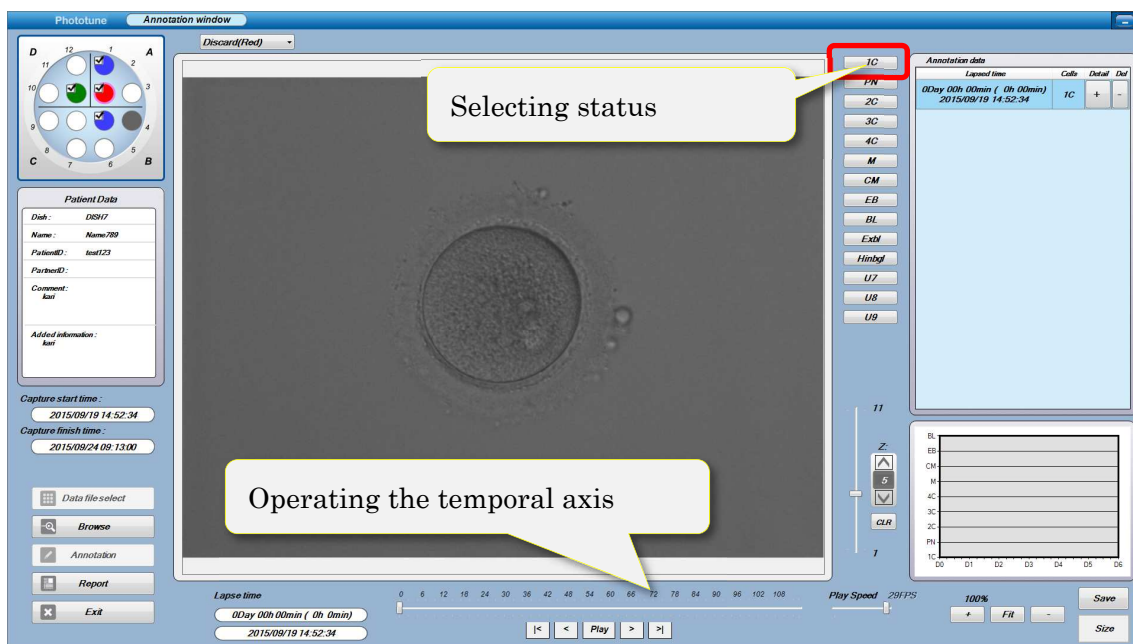 Phototune
Annotation window
Discard(Red)
D 12 1 A
11 2
10 3
9 4
8 5
C 7 6 B
Patient Data
Dish : DISH7
Name : Name789
PatientID : test123
PartnerID :
Comment :
kari
Added information :
kari
Capture start time :
2015/09/19 14:52:34
Capture finish time :
2015/09/24 09:13:00
Data file select
Browse
Annotation
Report
Exit
Selecting status
Operating the temporal axis
1C
PN
2C
3C
4C
M
CM
EB
BL
Exbl
Hinbgl
U7
U8
U9
11
Z:
5
CLR
1
Annotation data
Lapsed time Cells Detail Del
0Day 00h 00min ( 0h 00min)
2015/09/19 14:52:34
1C + -
BL
EB
CM
M
4C
3C
2C
PN
1C
D0 D1 D2 D3 D4 D5 D6
Lapse time
0Day 00h 00min ( 0h 0min)
2015/09/19 14:52:34
0 6 12 18 24 30 36 42 48 54 60 66 72 78 84 90 96 102 108
|< < Play > >|
Play Speed 29FPS
100%
+ Fit -
Save
Size